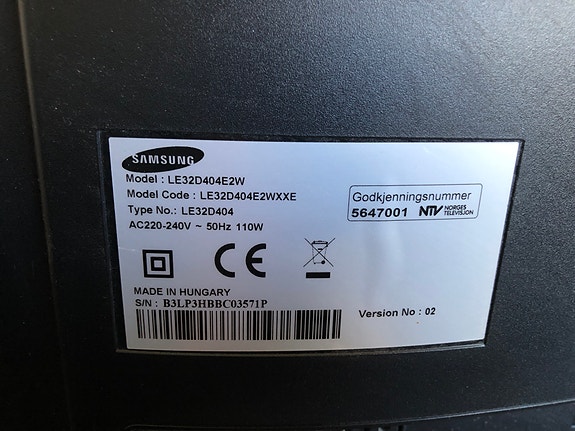 SAMSUNG
Model : LE32D404E2W
Model Code : LE32D404E2WXXE
Type No.: LE32D404
AC220-240V ~ 50Hz 110W
Godkjenningsnummer
5647001 NTV NORGES TELEVISJON
CE
MADE IN HUNGARY
S/N : B3LP3HBBC03571P
Version No : 02